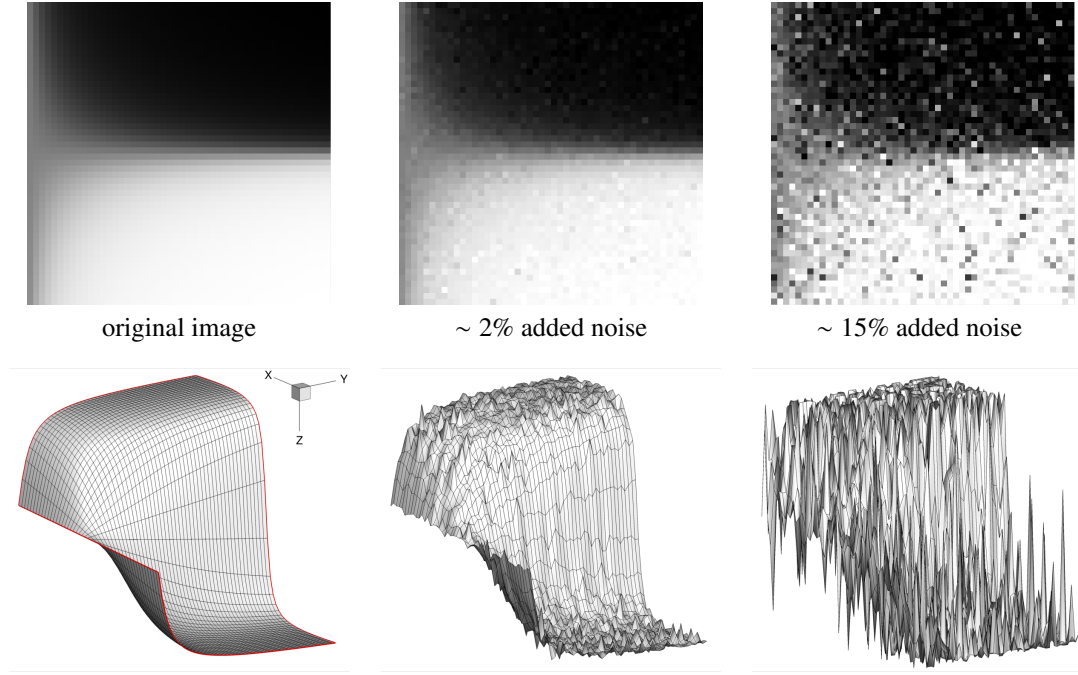 original image
∼ 2% added noise
∼ 15% added noise
X
Y
Z